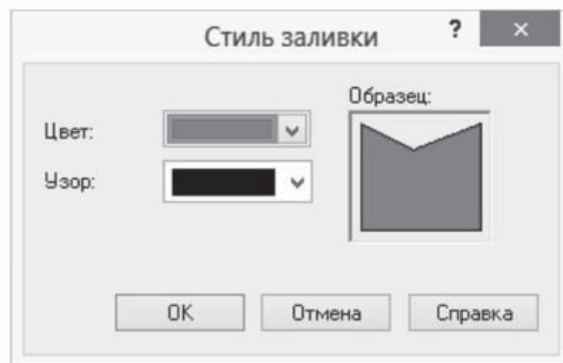 Стиль заливки ?
Образец:
Цвет:
Узор:
OK Отмена Справка